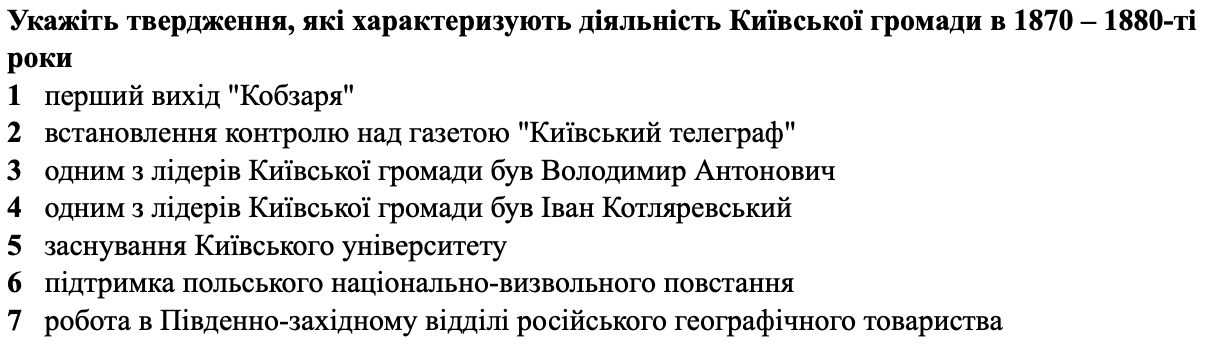 Укажіть твердження, які характеризують діяльність Київської громади в 1870 – 1880-ті
роки
1 перший вихід "Кобзаря"
2 встановлення контролю над газетою "Київський телеграф"
3 одним з лідерів Київської громади був Володимир Антонович
4 одним з лідерів Київської громади був Іван Котляревський
5 заснування Київського університету
6 підтримка польського національно-визвольного повстання
7 робота в Південно-західному відділі російського географічного товариства